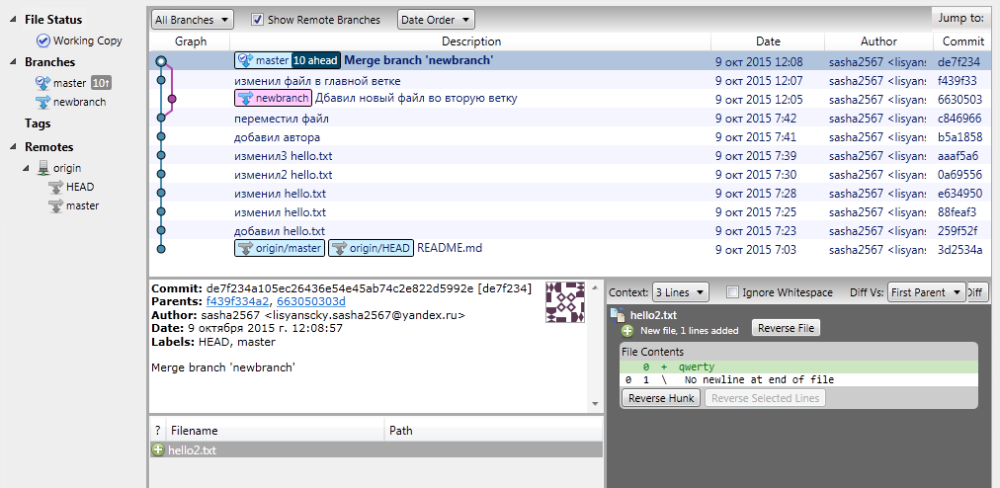 File Status
Working Copy
Branches
master 10↑
newbranch
Tags
Remotes
origin
HEAD
master
All Branches Show Remote Branches Date Order Jump to:
Graph Description Date Author Commit
master 10 ahead Merge branch 'newbranch' 9 окт 2015 12:08 sasha2567 <lisyans de7f234
изменил файл в главной ветке 9 окт 2015 12:07 sasha2567 <lisyans f439f33
newbranch Дбавил новый файл во вторую ветку 9 окт 2015 12:05 sasha2567 <lisyans 6630503
переместил файл 9 окт 2015 7:42 sasha2567 <lisyans c846966
добавил автора 9 окт 2015 7:41 sasha2567 <lisyans b5a1858
изменил3 hello.txt 9 окт 2015 7:39 sasha2567 <lisyans aaaf5a6
изменил2 hello.txt 9 окт 2015 7:30 sasha2567 <lisyans 0a69556
изменил hello.txt 9 окт 2015 7:28 sasha2567 <lisyans e634950
изменил hello.txt 9 окт 2015 7:25 sasha2567 <lisyans 88feaf3
добавил hello.txt 9 окт 2015 7:23 sasha2567 <lisyans 259f52f
origin/master origin/HEAD README.md 9 окт 2015 7:03 sasha2567 <lisyans 3d2534a
Commit: de7f234a105ec26436e54e45ab74c2e822d5992e [de7f234]
Parents: f439f334a2, 663050303d
Author: sasha2567 <lisyanscky.sasha2567@yandex.ru>
Date: 9 октября 2015 г. 12:08:57
Labels: HEAD, master
Merge branch 'newbranch'
? Filename Path
hello2.txt
Context: 3 Lines Ignore Whitespace Diff Vs: First Parent Diff
hello2.txt
New file, 1 lines added Reverse File
File Contents
0 + qwerty
0 1 \ No newline at end of file
Reverse Hunk Reverse Selected Lines